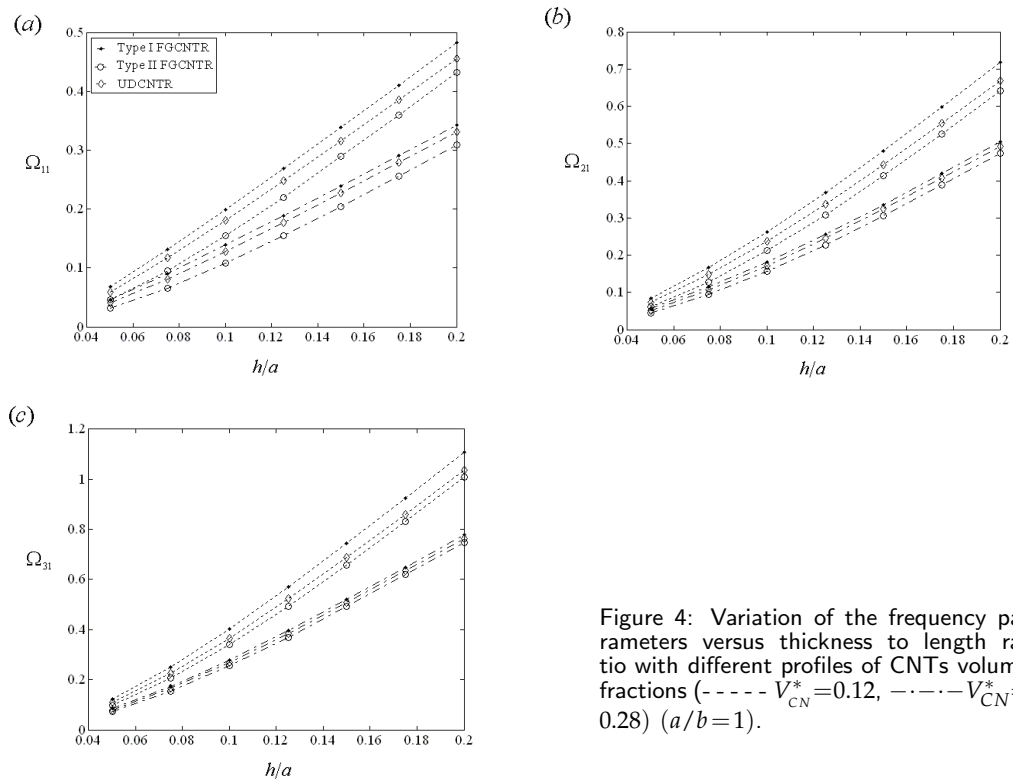 (a)
0.5
0.4
0.3
0.2
0.1
0
Ω11
Type I FGCNTR
Type II FGCNTR
UDCNTR
0.04 0.06 0.08 0.1 0.12 0.14 0.16 0.18 0.2
h/a
(b)
0.8
0.7
0.6
0.5
0.4
0.3
0.2
0.1
0
Ω21
0.04 0.06 0.08 0.1 0.12 0.14 0.16 0.18 0.2
h/a
(c)
1.2
1
0.8
0.6
0.4
0.2
0
Ω31
0.04 0.06 0.08 0.1 0.12 0.14 0.16 0.18 0.2
h/a
Figure 4: Variation of the frequency pa
rameters versus thickness to length ra
tio with different profiles of CNTs volum
fractions (- - - - - V*CN=0.12, −·−·−V*CN=
0.28) (a/b=1).